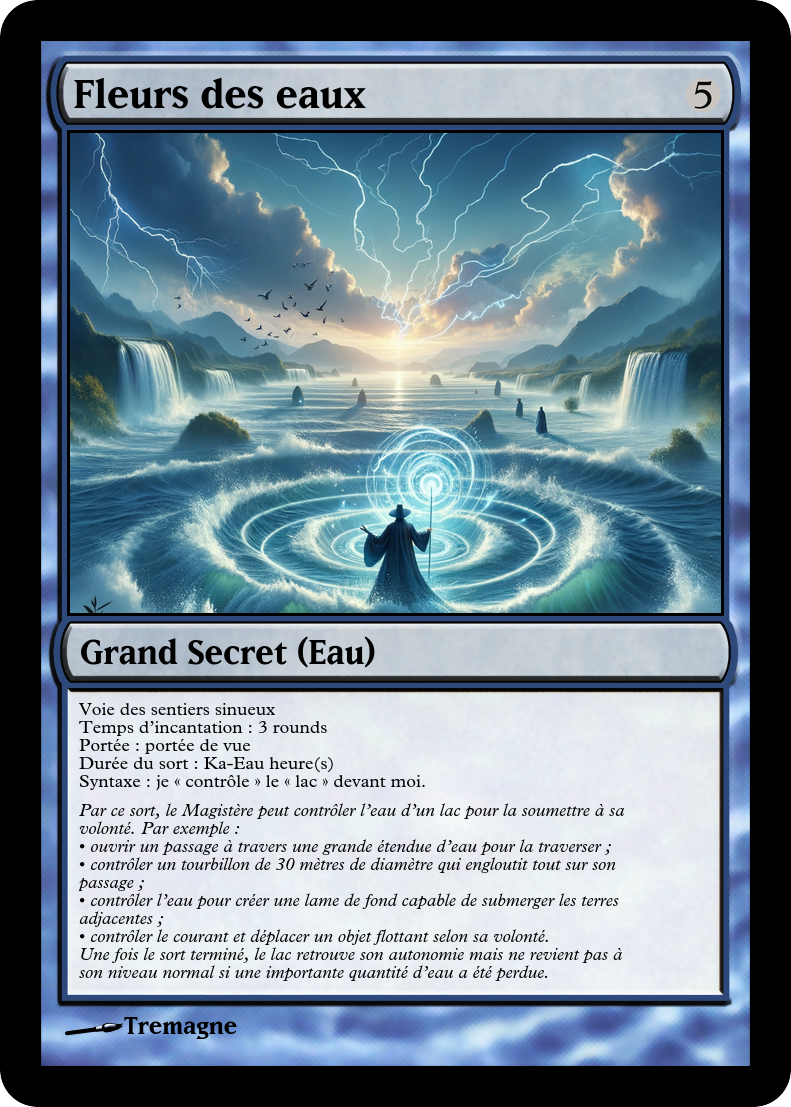 Fleurs des eaux
5
Grand Secret (Eau)
Voie des sentiers sinueux
Temps d'incantation : 3 rounds
Portée : portée de vue
Durée du sort : Ka-Eau heure(s)
Syntaxe : je « contrôle » le « lac » devant moi.
Par ce sort, le Magistère peut contrôler l'eau d'un lac pour la soumettre à sa
volonté. Par exemple :
• ouvrir un passage à travers une grande étendue d'eau pour la traverser ;
• contrôler un tourbillon de 30 mètres de diamètre qui engloutit tout sur son
passage ;
• contrôler l'eau pour créer une lame de fond capable de submerger les terres
adjacentes ;
• contrôler le courant et déplacer un objet flottant selon sa volonté.
Une fois le sort terminé, le lac retrouve son autonomie mais ne revient pas à
son niveau normal si une importante quantité d'eau a été perdue.
Tremagne